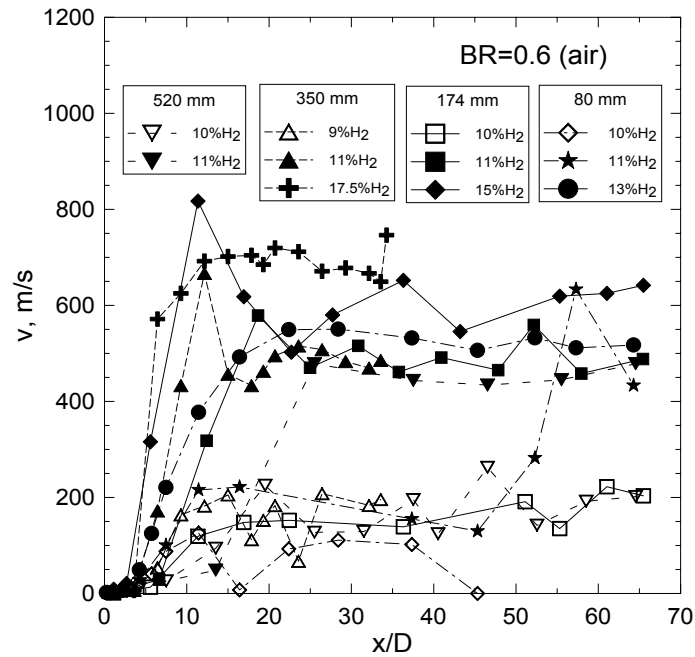 1200
1000
800
600
400
200
0
v, m/s
BR=0.6 (air)
520 mm
10%H2
11%H2
350 mm
9%H2
11%H2
17.5%H2
174 mm
10%H2
11%H2
15%H2
80 mm
10%H2
11%H2
13%H2
0 10 20 30 40 50 60 70
x/D